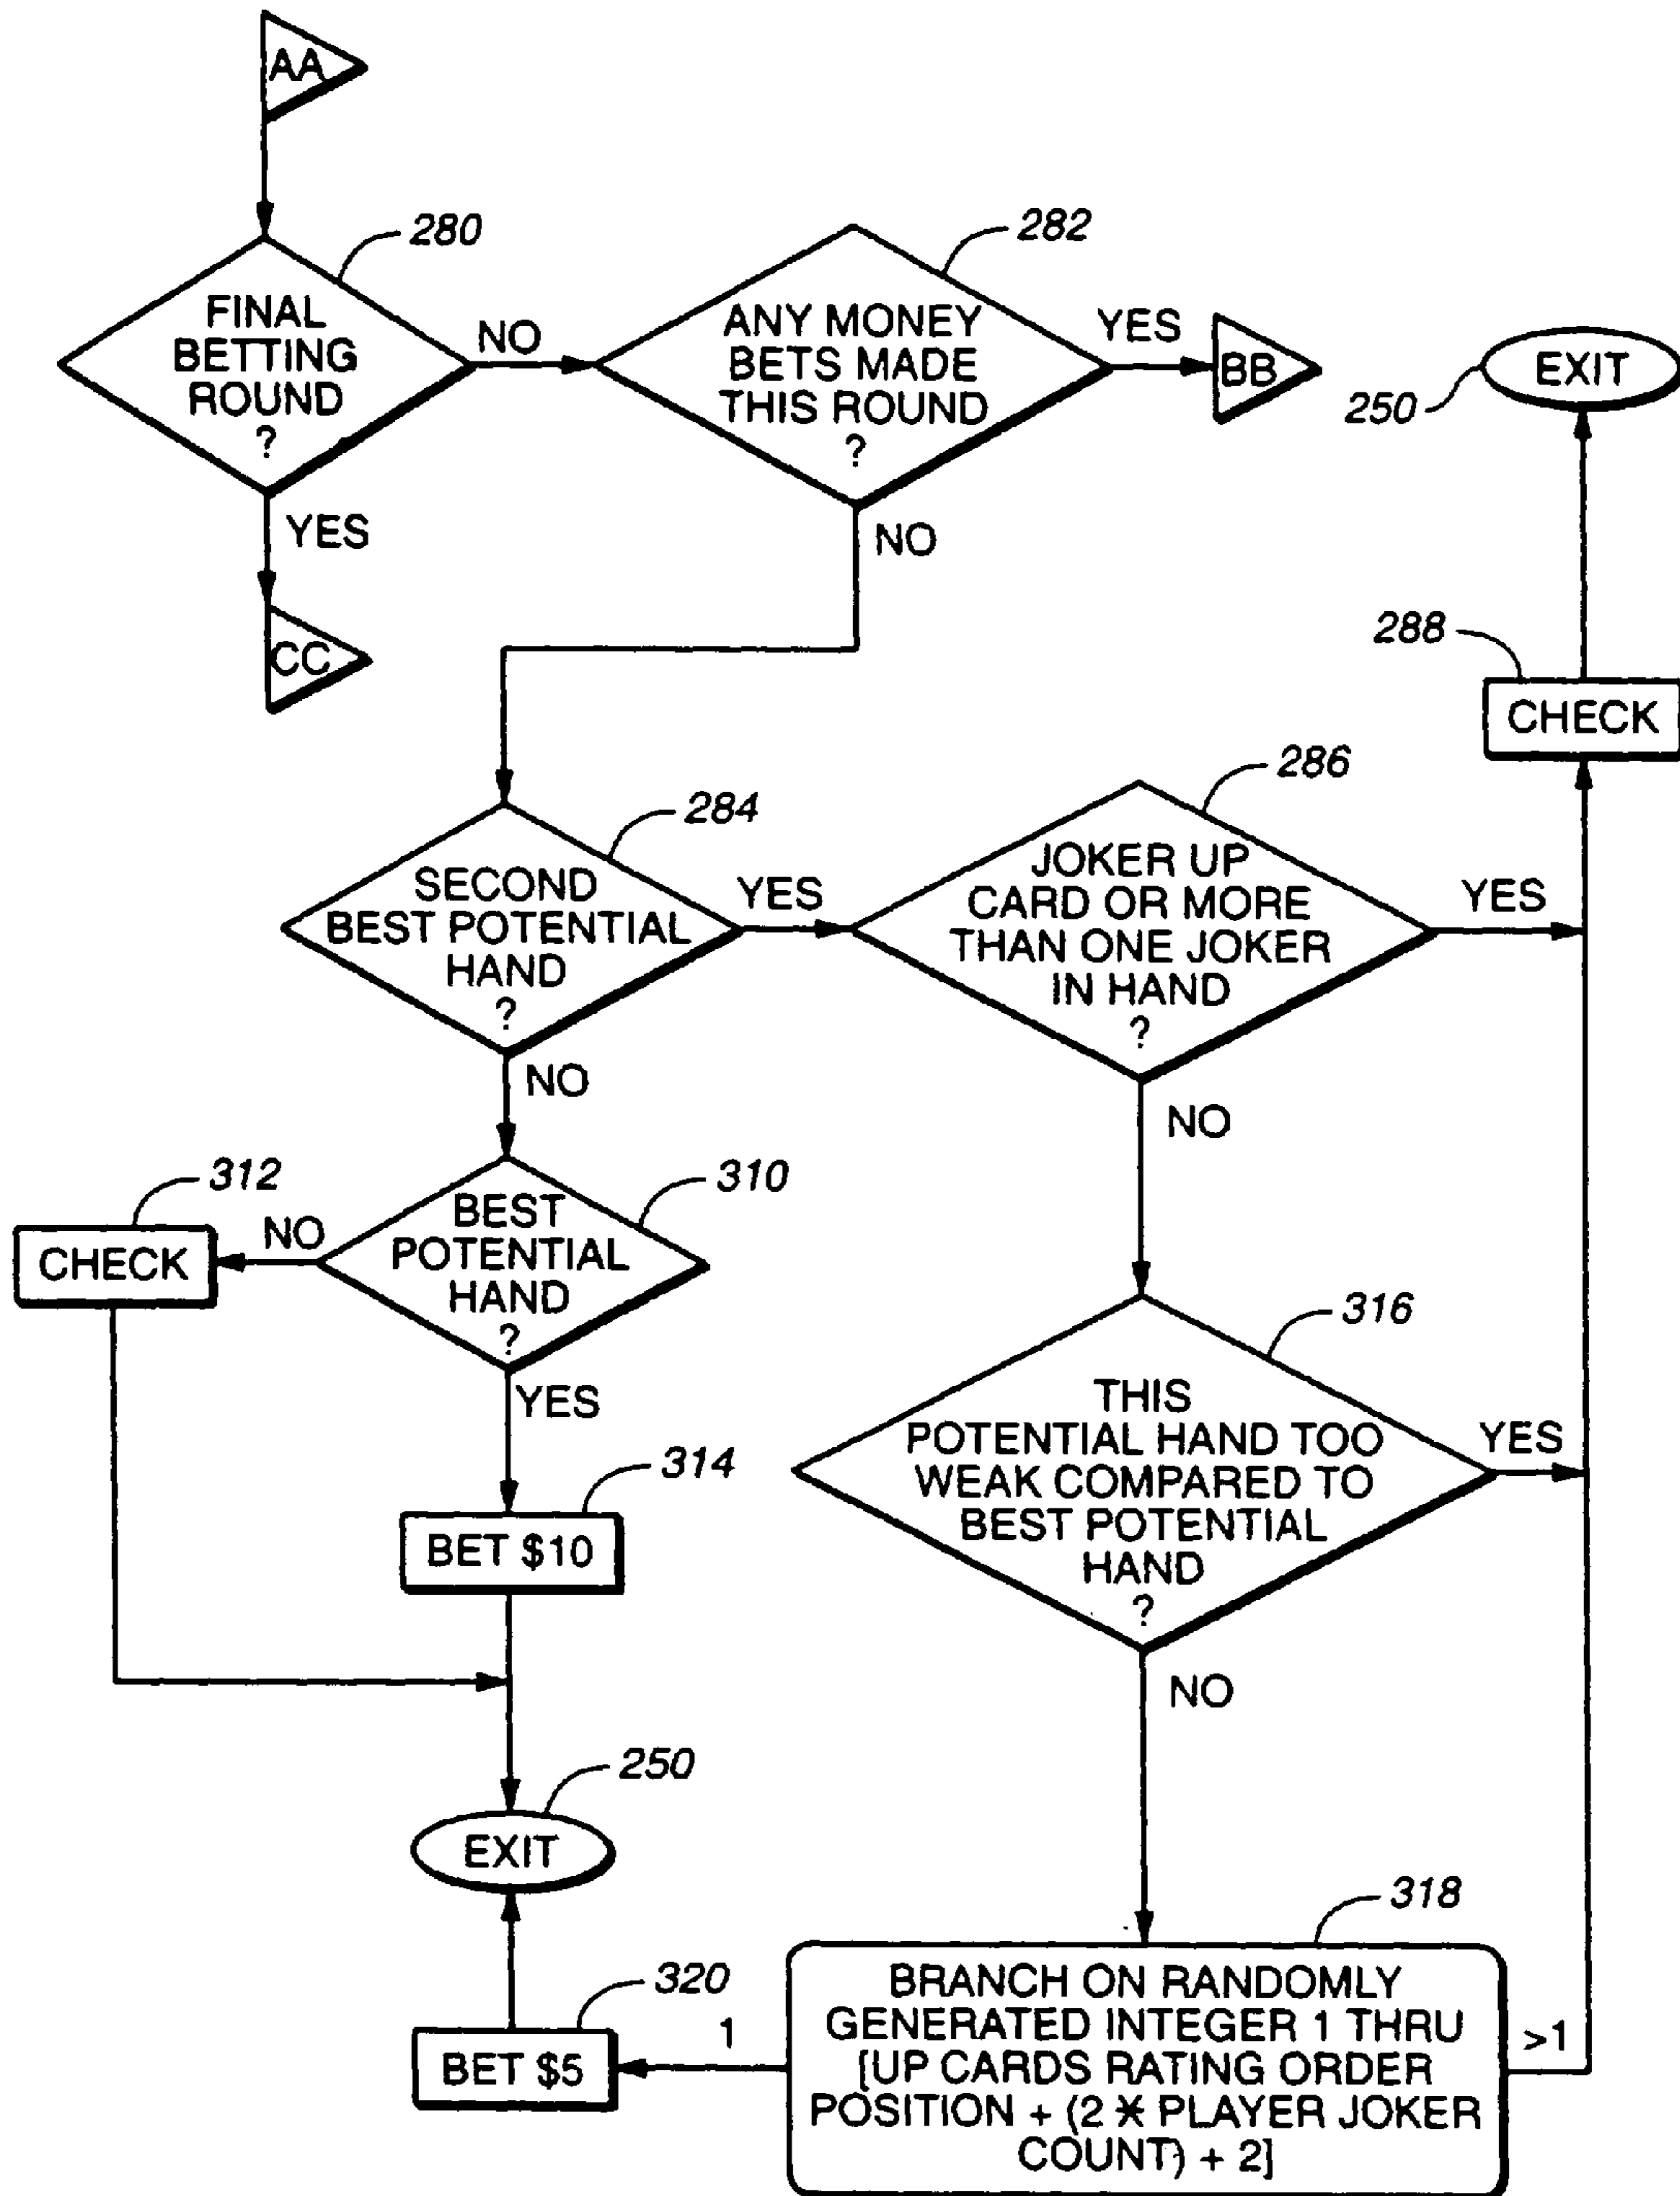 AA
280
FINAL
BETTING
ROUND
?
NO
YES
CC
282
ANY MONEY
BETS MADE
THIS ROUND
?
YES
BB
NO
EXIT
250
288
CHECK
284
SECOND
BEST POTENTIAL
HAND
?
YES
NO
286
JOKER UP
CARD OR MORE
THAN ONE JOKER
IN HAND
?
YES
NO
312
CHECK
NO
310
BEST
POTENTIAL
HAND
?
YES
316
THIS
POTENTIAL HAND TOO
WEAK COMPARED TO
BEST POTENTIAL
HAND
?
YES
NO
314
BET $10
250
EXIT
320
BET $5
1
318
BRANCH ON RANDOMLY
GENERATED INTEGER 1 THRU
[UP CARDS RATING ORDER
POSITION + (2 * PLAYER JOKER
COUNT) + 2]
>1